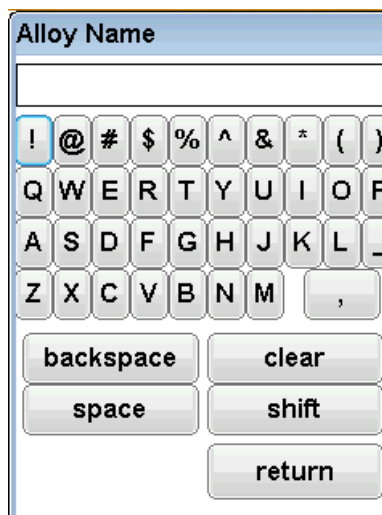 Alloy Name
! @ # $ % ^ & * ( )
Q W E R T Y U I O P
A S D F G H J K L _
Z X C V B N M ,
backspace clear
space shift
return